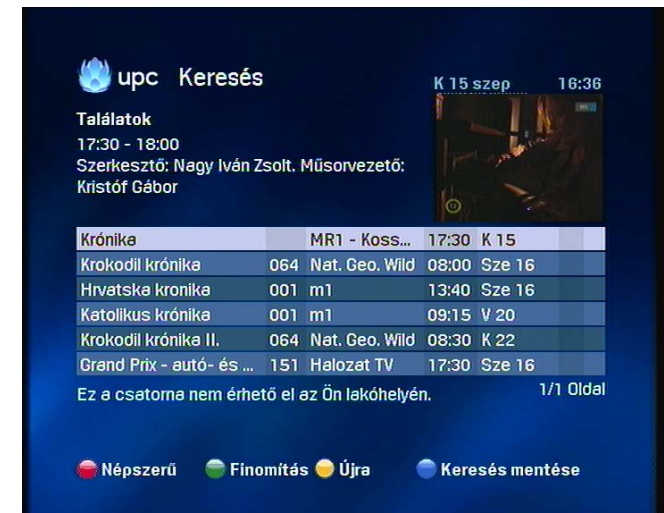 upc Keresés
K 15 szep 16:36
Találatok
17:30 - 18:00
Szerkesztő: Nagy Iván Zsolt. Műsorvezető:
Kristóf Gábor
Krónika MR1 - Koss... 17:30 K 15
Krokodil krónika 064 Nat. Geo. Wild 08:00 Sze 16
Hrvatska kronika 001 m1 13:40 Sze 16
Katolikus krónika 001 m1 09:15 V 20
Krokodil krónika II. 064 Nat. Geo. Wild 08:30 K 22
Grand Prix - autó- és ... 151 Halozat TV 17:30 Sze 16
Ez a csatorna nem érhető el az Ön lakóhelyén. 1/1 Oldal
Népszerű Finomítás Újra Keresés mentése